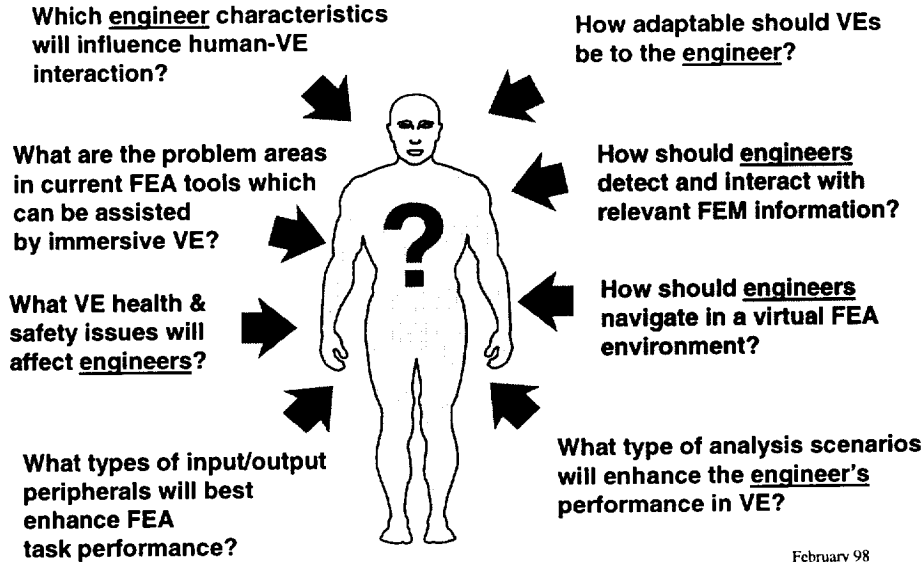 Which engineer characteristics
will influence human-VE
interaction?
How adaptable should VEs
be to the engineer?
What are the problem areas
in current FEA tools which
can be assisted
by immersive VE?
How should engineers
detect and interact with
relevant FEM information?
?
What VE health &
safety issues will
affect engineers?
How should engineers
navigate in a virtual FEA
environment?
What types of input/output
peripherals will best
enhance FEA
task performance?
What type of analysis scenarios
will enhance the engineer's
performance in VE?
February 98